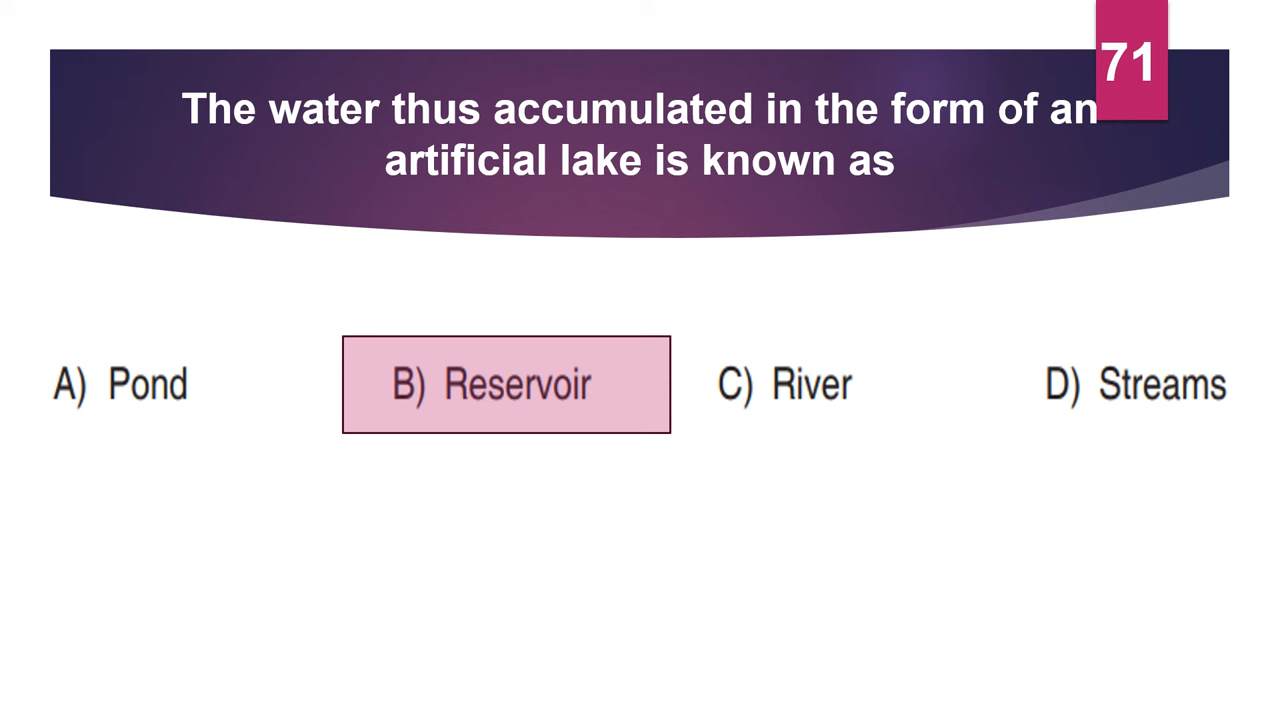 71
The water thus accumulated in the form of an
artificial lake is known as
A) Pond B) Reservoir C) River D) Streams